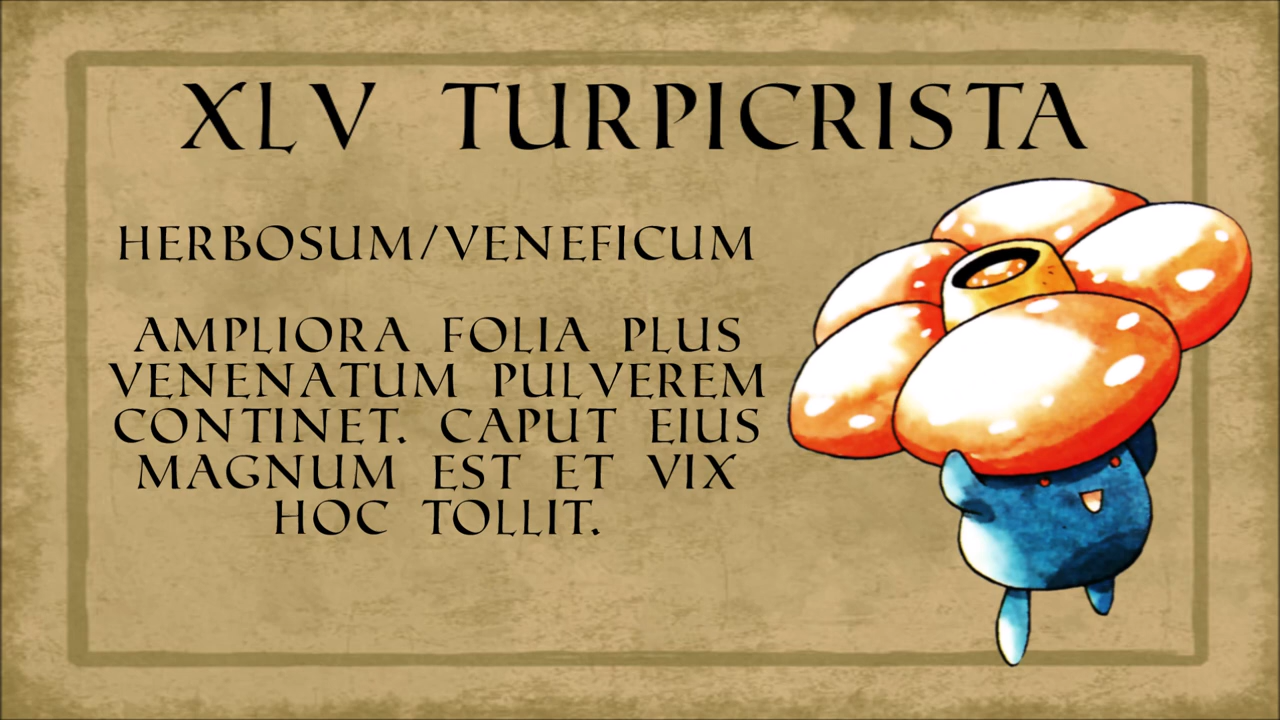 XLV TURPICRISTA
HERBOSUM/VENEFICUM
AMPLIORA FOLIA PLUS
VENENATUM PULVEREM
CONTINET. CAPUT EIUS
MAGNUM EST ET VIX
HOC TOLLIT.